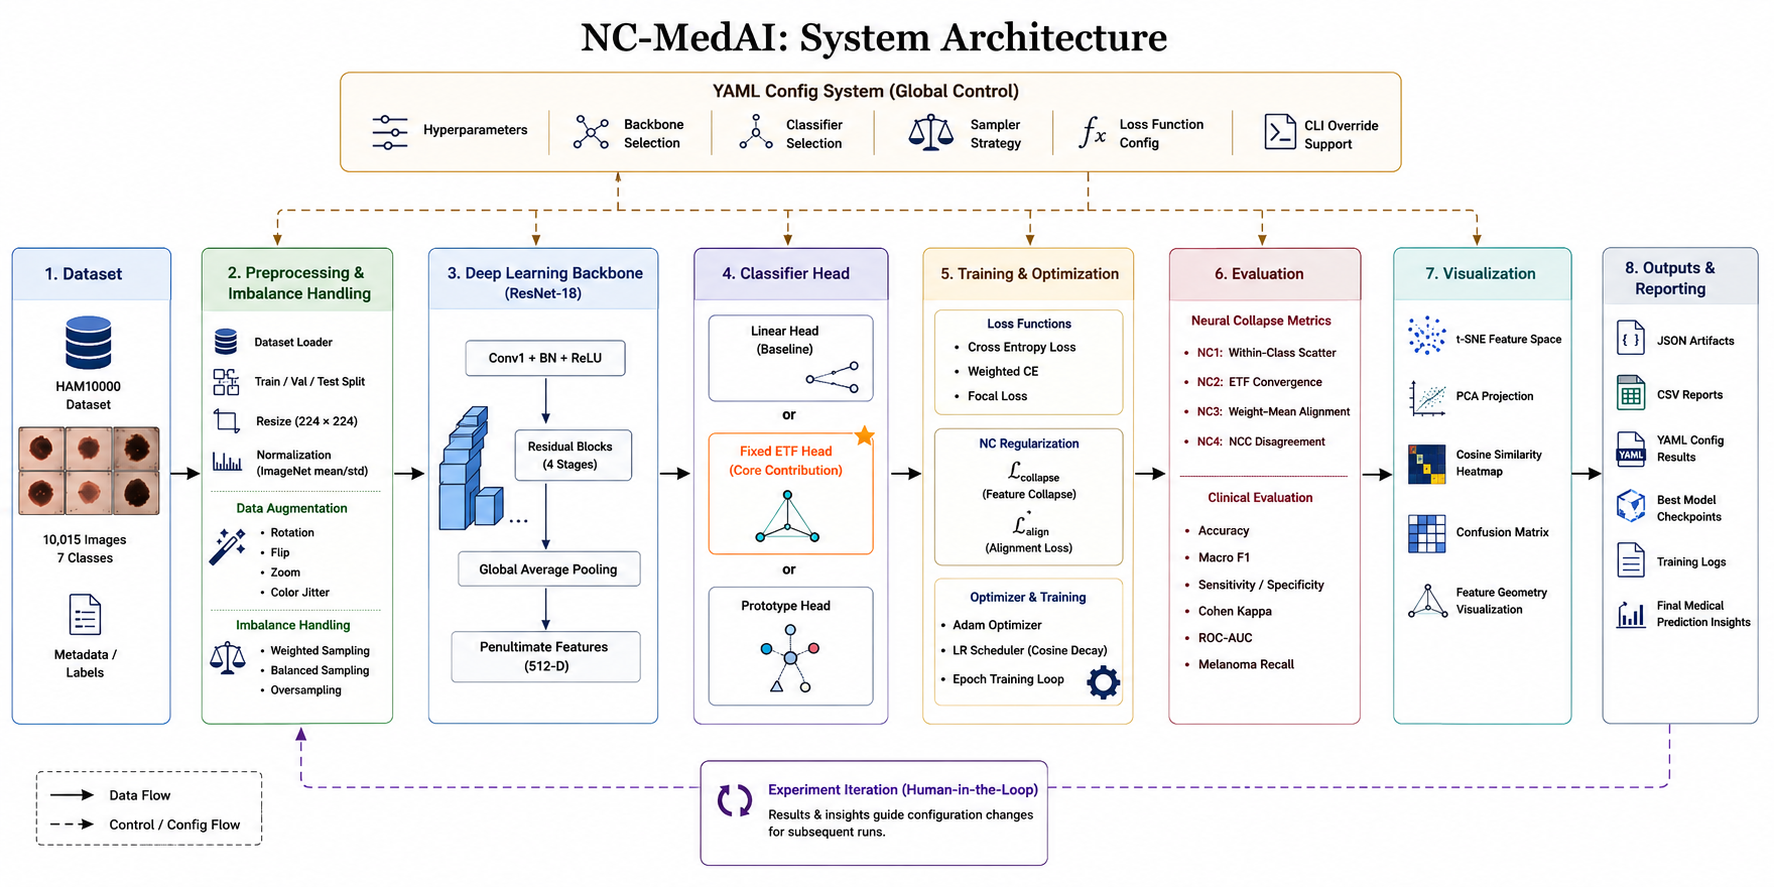 NC-MedAI: System Architecture
YAML Config System (Global Control)
Hyperparameters
Backbone
Selection
Classifier
Selection
Sampler
Strategy
fx
Loss Function
Config
CLI Override
Support
1. Dataset
HAM10000
Dataset
10,015 Images
7 Classes
Metadata /
Labels
2. Preprocessing &
Imbalance Handling
Dataset Loader
Train / Val / Test Split
Resize (224 × 224)
Normalization
(ImageNet mean/std)
Data Augmentation
• Rotation
• Flip
• Zoom
• Color Jitter
Imbalance Handling
• Weighted Sampling
• Balanced Sampling
• Oversampling
3. Deep Learning Backbone
(ResNet-18)
Conv1 + BN + ReLU
Residual Blocks
(4 Stages)
...
Global Average Pooling
Penultimate Features
(512-D)
4. Classifier Head
Linear Head
(Baseline)
or
Fixed ETF Head
(Core Contribution)
or
Prototype Head
5. Training & Optimization
Loss Functions
• Cross Entropy Loss
• Weighted CE
• Focal Loss
NC Regularization
ℒcollapse
(Feature Collapse)
ℒ*align
(Alignment Loss)
Optimizer & Training
• Adam Optimizer
• LR Scheduler (Cosine Decay)
• Epoch Training Loop
6. Evaluation
Neural Collapse Metrics
• NC1: Within-Class Scatter
• NC2: ETF Convergence
• NC3: Weight-Mean Alignment
• NC4: NCC Disagreement
Clinical Evaluation
• Accuracy
• Macro F1
• Sensitivity / Specificity
• Cohen Kappa
• ROC-AUC
• Melanoma Recall
7. Visualization
t-SNE Feature Space
PCA Projection
Cosine Similarity
Heatmap
Confusion Matrix
Feature Geometry
Visualization
8. Outputs &
Reporting
{ }
JSON Artifacts
CSV Reports
YAML
YAML Config
Results
Best Model
Checkpoints
Training Logs
Final Medical
Prediction Insights
Data Flow
Control / Config Flow
Experiment Iteration (Human-in-the-Loop)
Results & insights guide configuration changes
for subsequent runs.